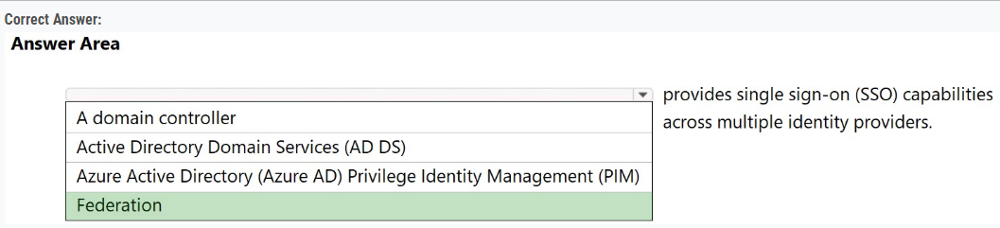 Correct Answer:
Answer Area
provides single sign-on (SSO) capabilities
across multiple identity providers.
A domain controller
Active Directory Domain Services (AD DS)
Azure Active Directory (Azure AD) Privilege Identity Management (PIM)
Federation